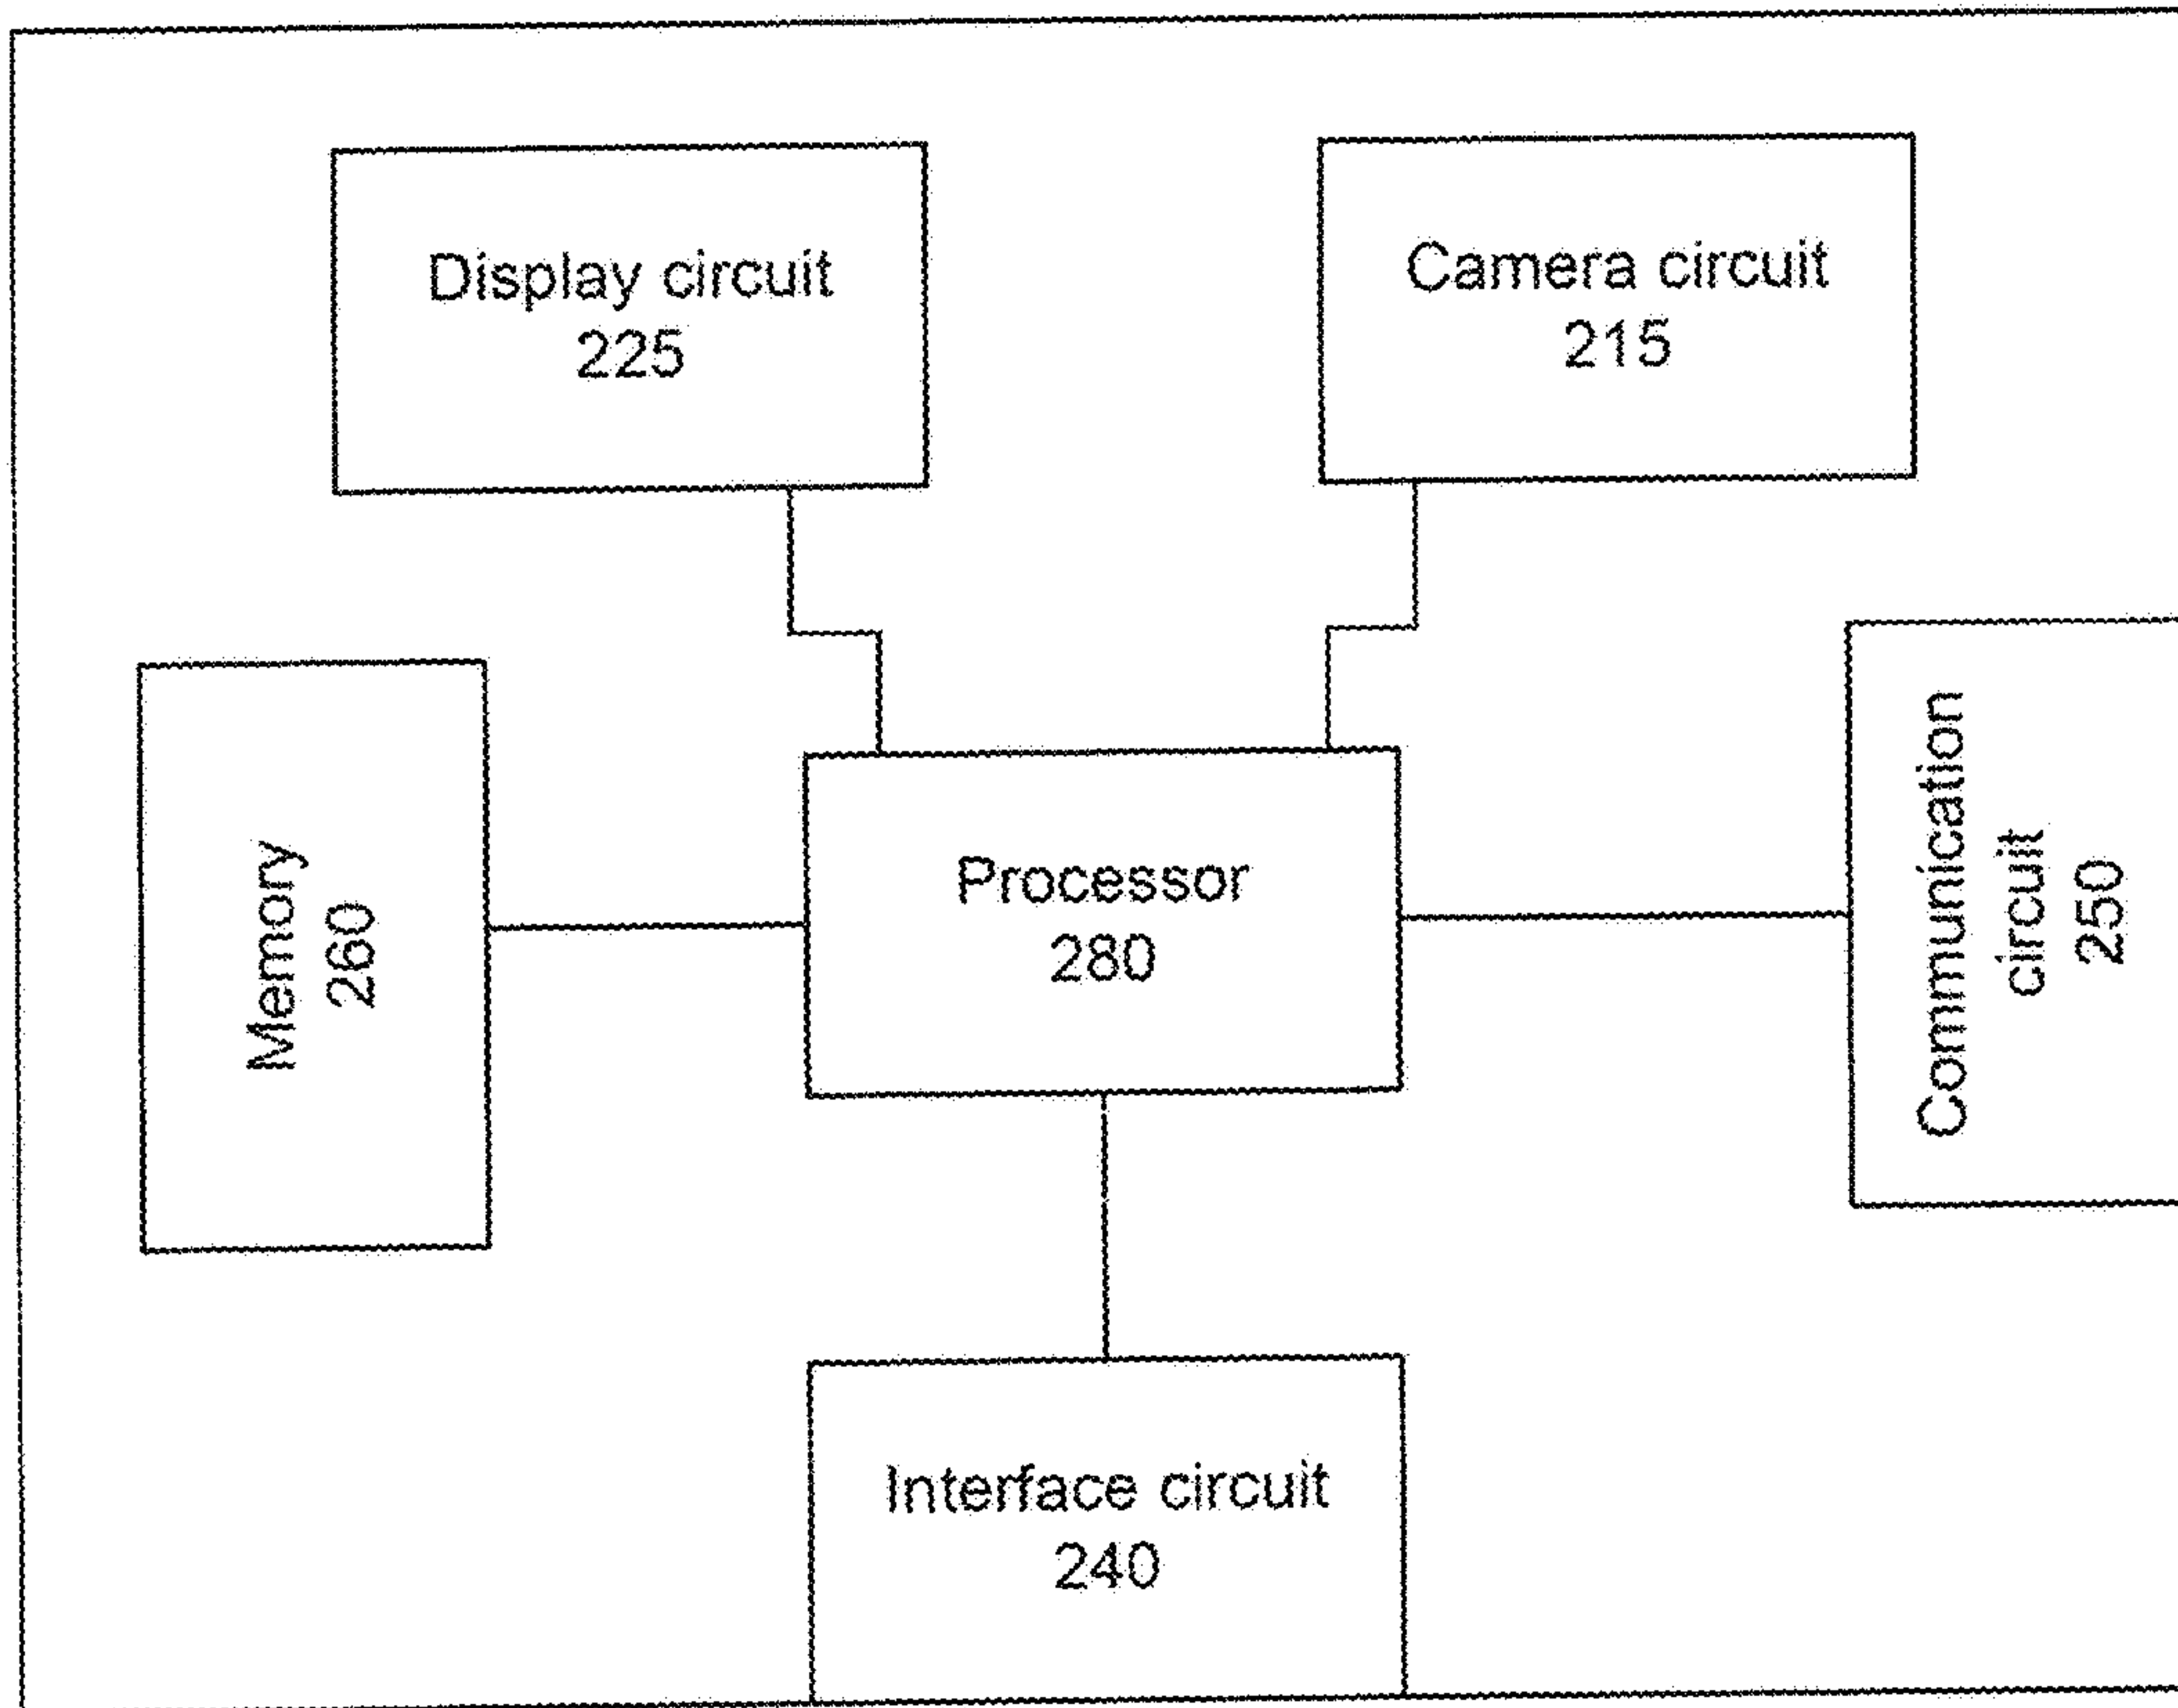 Display circuit
225
Camera circuit
215
Memory
260
Processor
280
Communication
circuit
250
Interface circuit
240